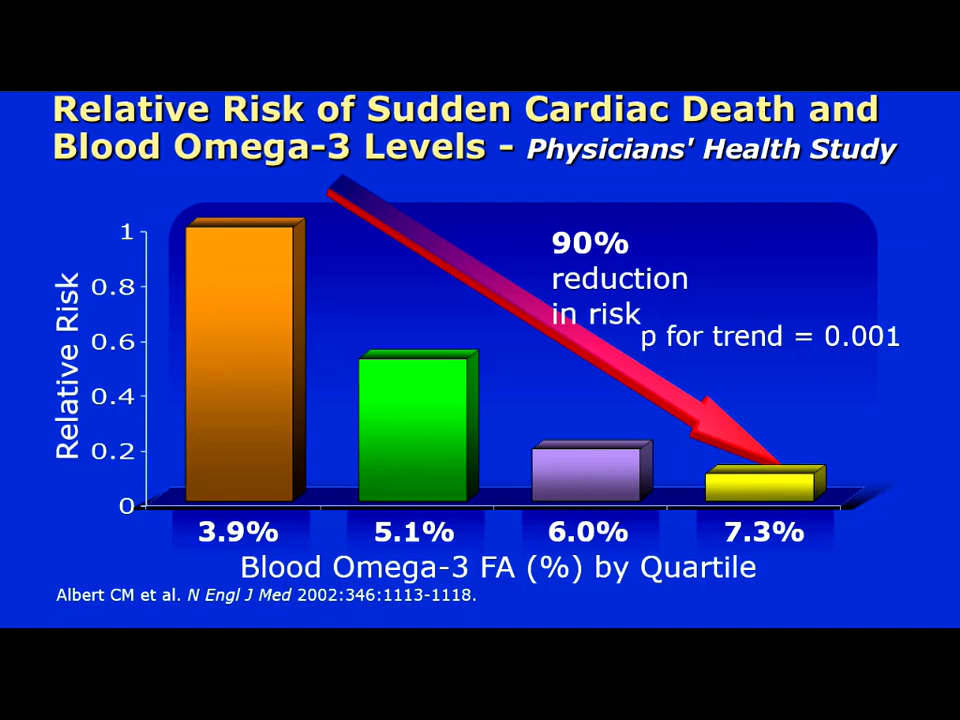 Relative Risk of Sudden Cardiac Death and
Blood Omega-3 Levels - Physicians' Health Study
90%
reduction
in risk
p for trend = 0.001
Relative Risk
1
0.8
0.6
0.4
0.2
0
3.9% 5.1% 6.0% 7.3%
Blood Omega-3 FA (%) by Quartile
Albert CM et al. N Engl J Med 2002:346:1113-1118.